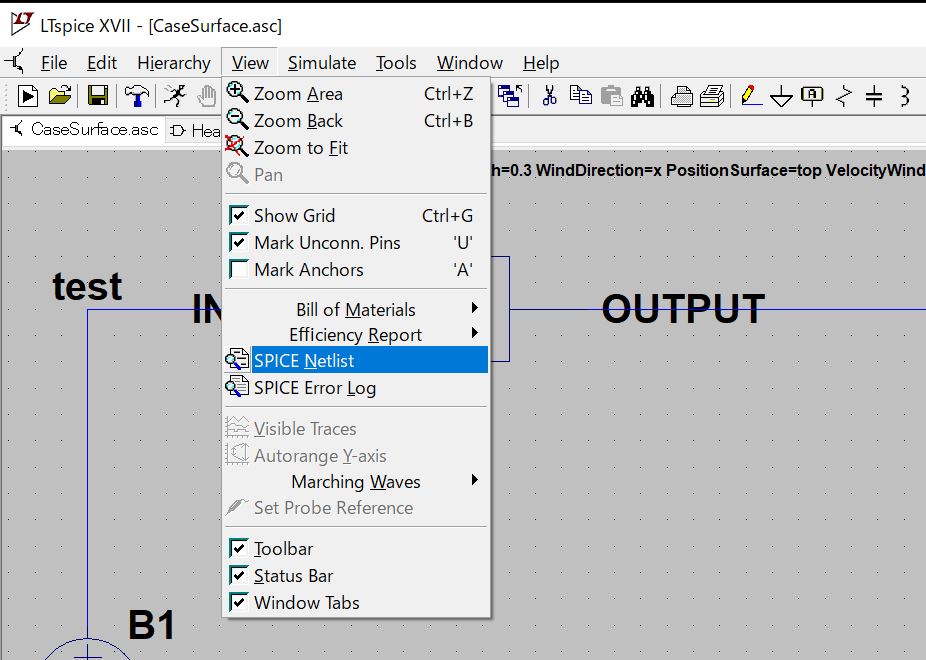 LTspice XVII - [CaseSurface.asc]
File Edit Hierarchy View Simulate Tools Window Help
CaseSurface.asc Hea
Zoom Area Ctrl+Z
Zoom Back Ctrl+B
Zoom to Fit
Pan
Show Grid Ctrl+G
Mark Unconn. Pins 'U'
Mark Anchors 'A'
Bill of Materials
Efficiency Report
SPICE Netlist
SPICE Error Log
Visible Traces
Autorange Y-axis
Marching Waves
Set Probe Reference
Toolbar
Status Bar
Window Tabs
h=0.3 WindDirection=x PositionSurface=top VelocityWind
test
IN
OUTPUT
B1